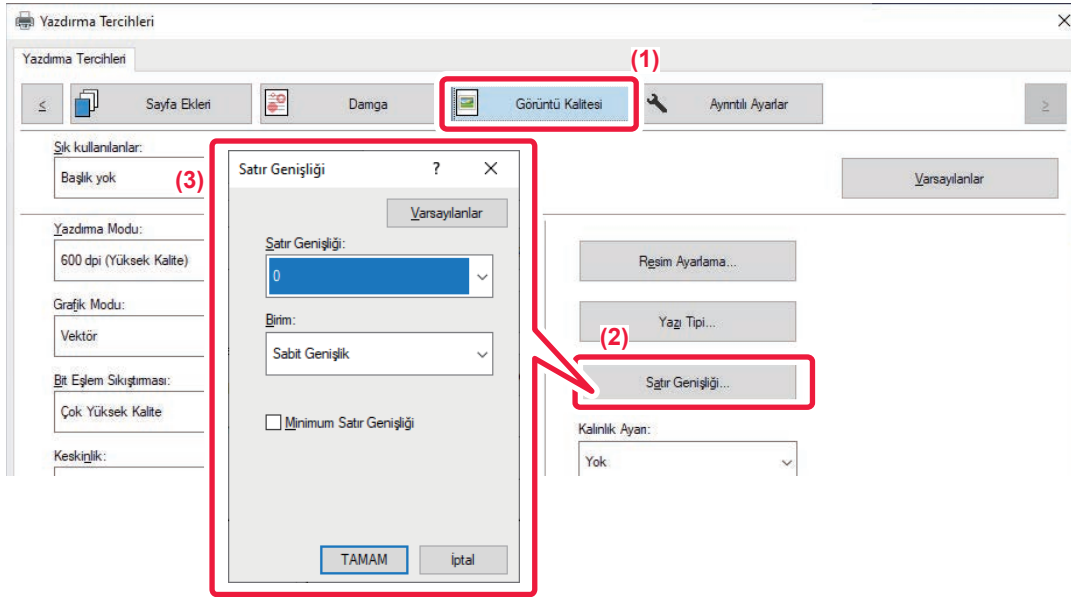 Yazdırma Tercihleri
Yazdırma Tercihleri
(1)
≤
Sayfa Ekleri
Damga
Görüntü Kalitesi
Ayrıntılı Ayarlar
≥
Sık kullanılanlar:
Başlık yok
(3)
Varsayılanlar
Yazdırma Modu:
600 dpi (Yüksek Kalite)
Grafik Modu:
Vektör
Bit Eşlem Sıkıştırması:
Çok Yüksek Kalite
Keskinlik:
Satır Genişliği
?
Varsayılanlar
Satır Genişliği:
0
Birim:
Sabit Genişlik
Minimum Satır Genişliği
TAMAM
İptal
Resim Ayarlama...
Yazı Tipi...
(2)
Satır Genişliği...
Kalınlık Ayarı:
Yok